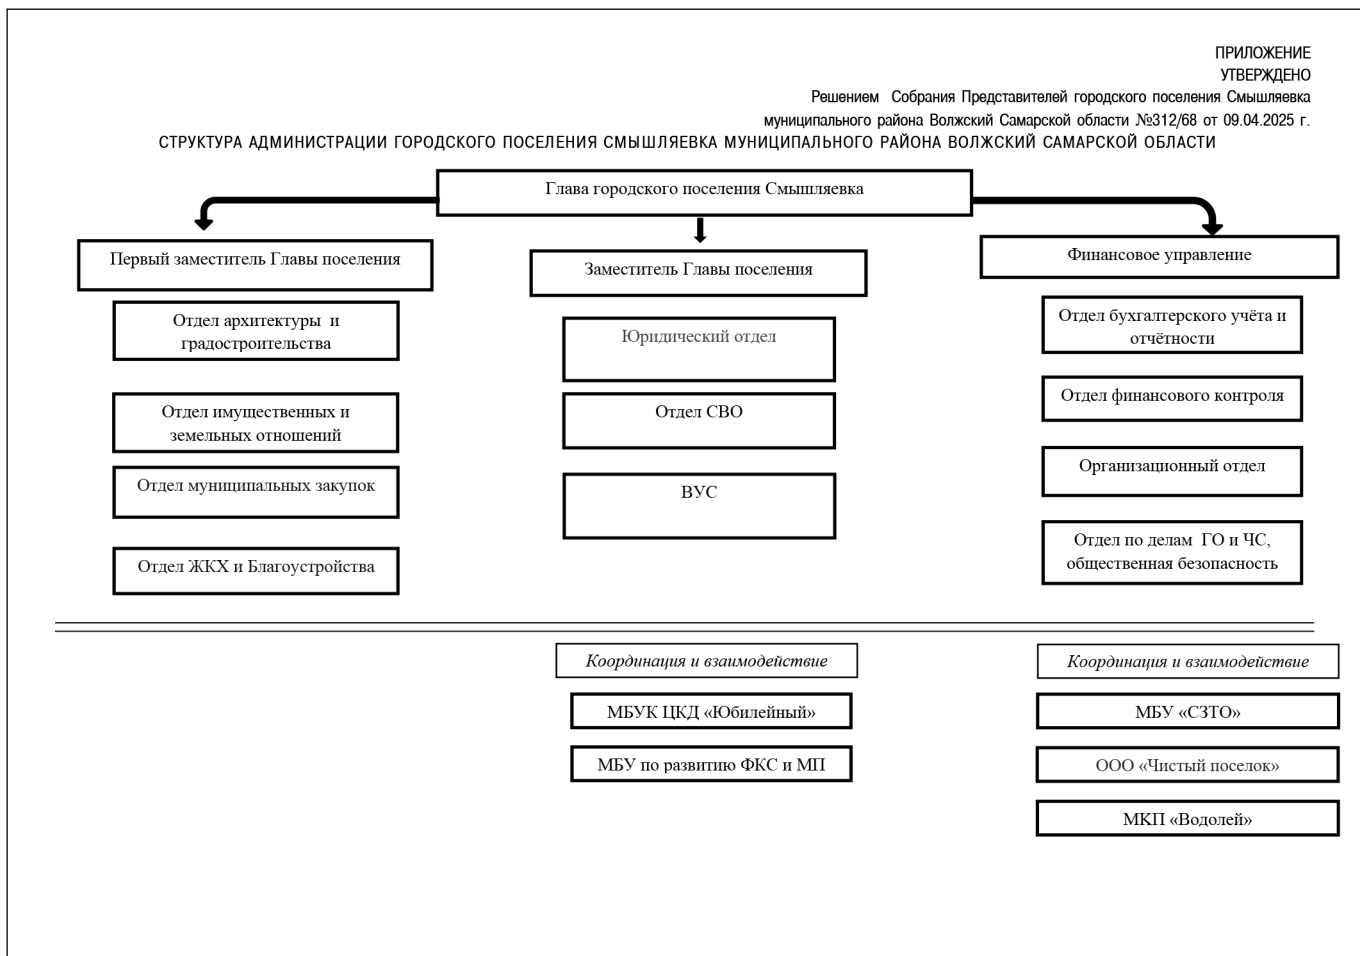 ПРИЛОЖЕНИЕ
УТВЕРЖДЕНО
Решением Собрания Представителей городского поселения Смышляевка
муниципального района Волжский Самарской области №312/68 от 09.04.2025 г.
СТРУКТУРА АДМИНИСТРАЦИИ ГОРОДСКОГО ПОСЕЛЕНИЯ СМЫШЛЯЕВКА МУНИЦИПАЛЬНОГО РАЙОНА ВОЛЖСКИЙ САМАРСКОЙ ОБЛАСТИ
Глава городского поселения Смышляевка
Первый заместитель Главы поселения
Отдел архитектуры и
градостроительства
Отдел имущественных и
земельных отношений
Отдел муниципальных закупок
Отдел ЖКХ и Благоустройства
Заместитель Главы поселения
Юридический отдел
Отдел СВО
ВУС
Финансовое управление
Отдел бухгалтерского учёта и
отчётности
Отдел финансового контроля
Организационный отдел
Отдел по делам ГО и ЧС,
общественная безопасность
Координация и взаимодействие
МБУК ЦКД «Юбилейный»
МБУ по развитию ФКС и МП
Координация и взаимодействие
МБУ «СЗТО»
ООО «Чистый поселок»
МКП «Водолей»